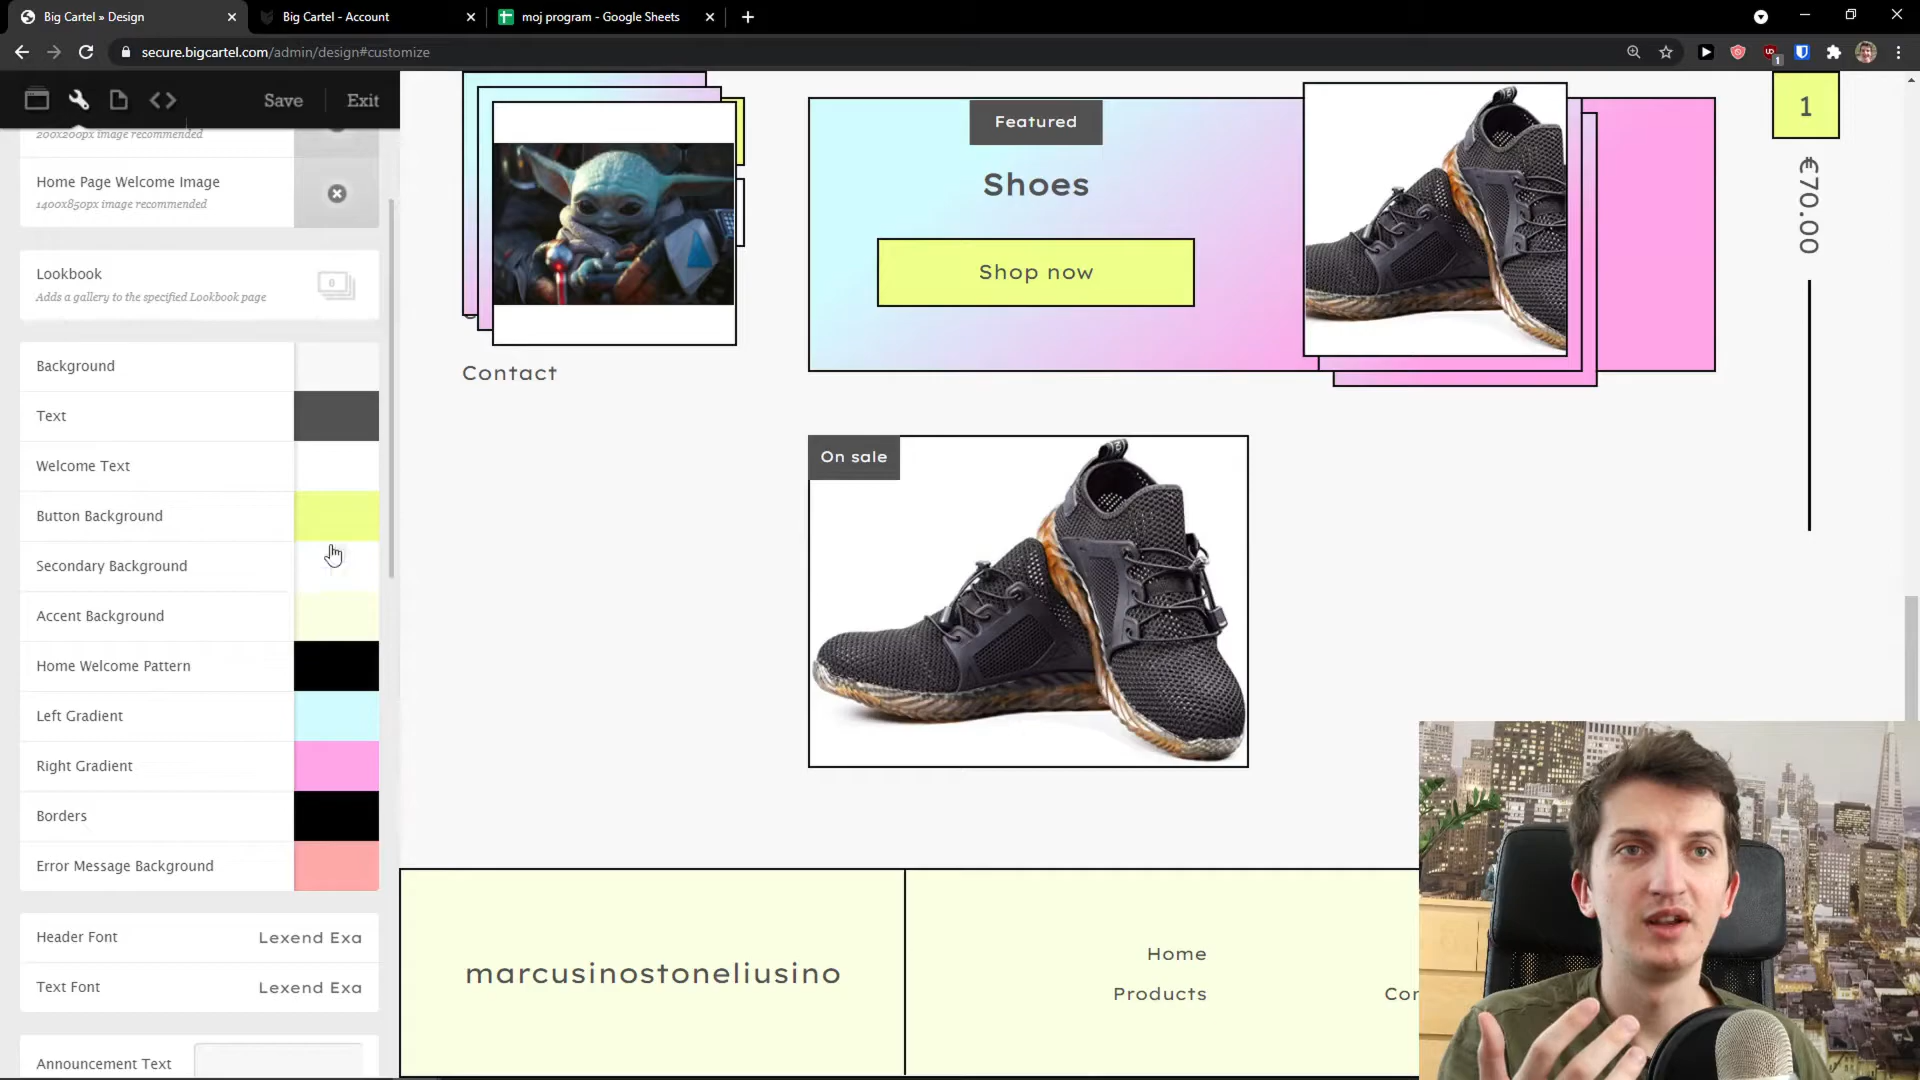 Big Cartel » Design
Big Cartel - Account
moj program - Google Sheets
secure.bigcartel.com/admin/design#customize
1
Save
Exit
200x200px image recommended
Home Page Welcome Image
1400x850px image recommended
Lookbook
Adds a gallery to the specified Lookbook page
0
Background
Text
Welcome Text
Button Background
Secondary Background
Accent Background
Home Welcome Pattern
Left Gradient
Right Gradient
Borders
Error Message Background
Header Font
Lexend Exa
Text Font
Lexend Exa
Announcement Text
Contact
Featured
Shoes
Shop now
1
€70.00
On sale
marcusinostoneliusino
Home
Products
Cor